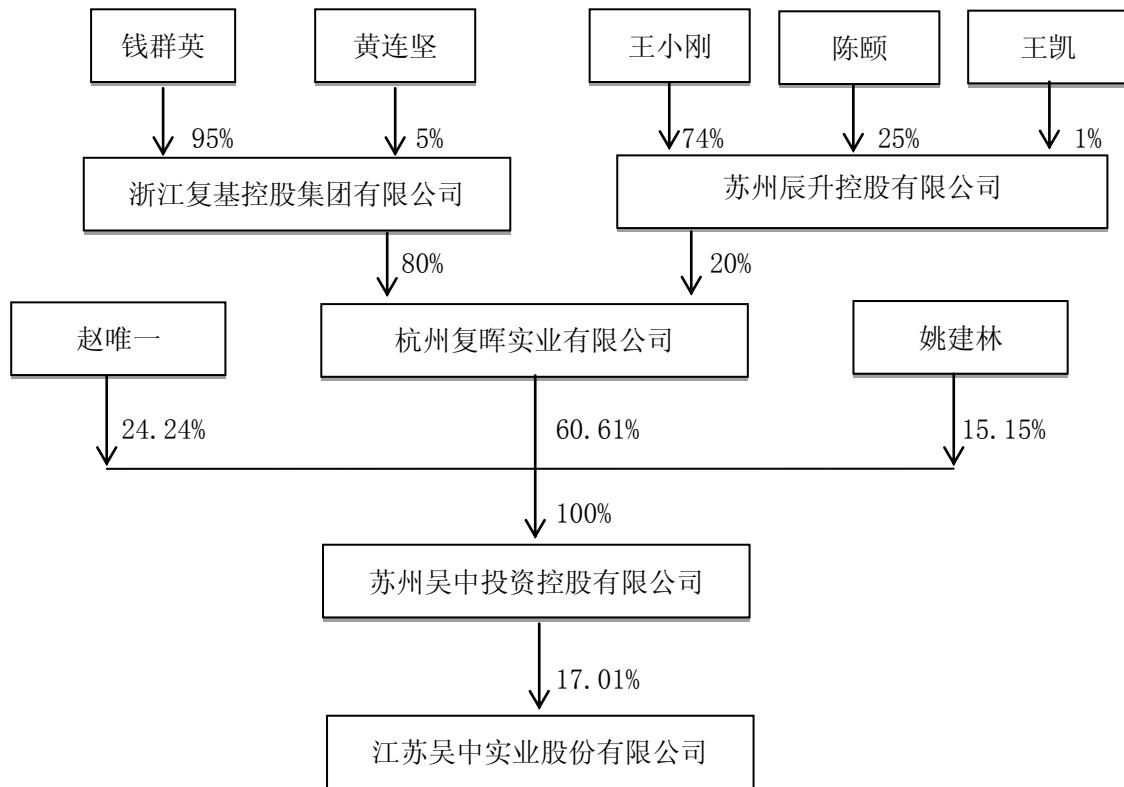 钱群英
黄连坚
王小刚
陈颐
王凯
95%
5%
74%
25%
1%
浙江复基控股集团有限公司
苏州辰升控股有限公司
80%
20%
赵唯一
杭州复晖实业有限公司
姚建林
24.24%
60.61%
15.15%
100%
苏州吴中投资控股有限公司
17.01%
江苏吴中实业股份有限公司